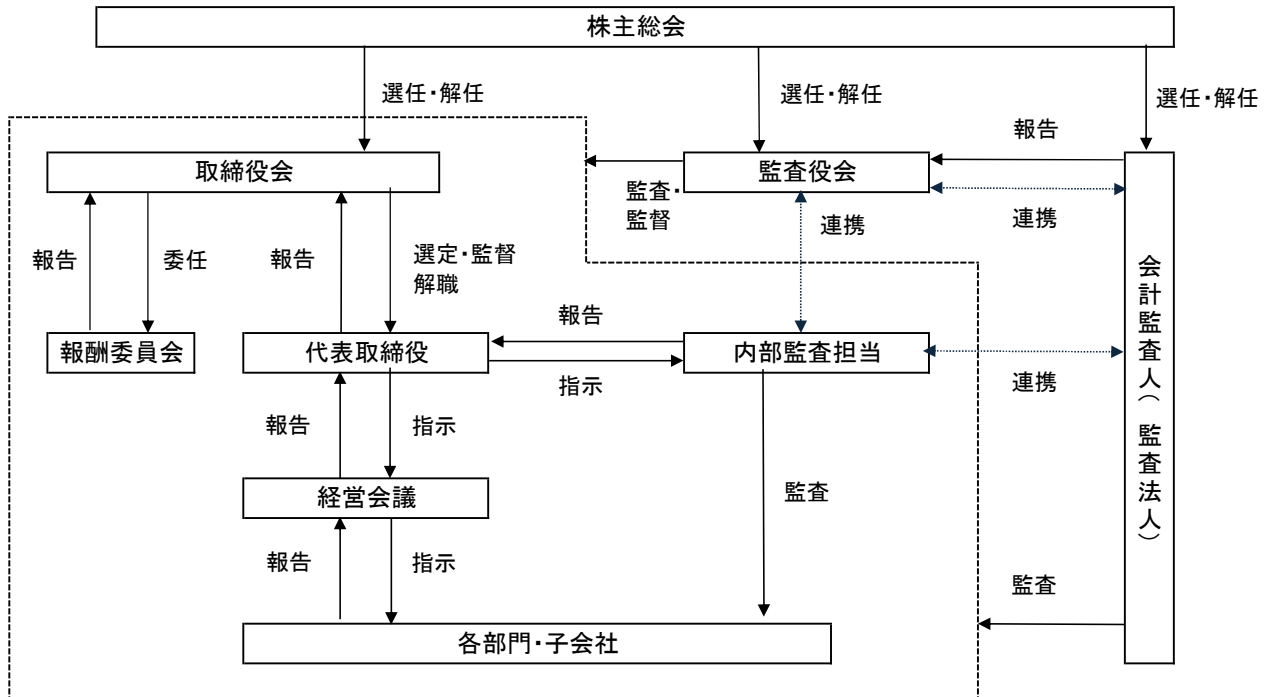 株主総会
選任・解任
選任・解任
選任・解任
報告
取締役会
監査役会
監査・
監督
連携
連携
報告
委任
報告
選定・監督
解職
報告
報酬委員会
代表取締役
内部監査担当
指示
連携
報告
指示
経営会議
監査
報告
指示
監査
各部門・子会社
会計監査人（監査法人）